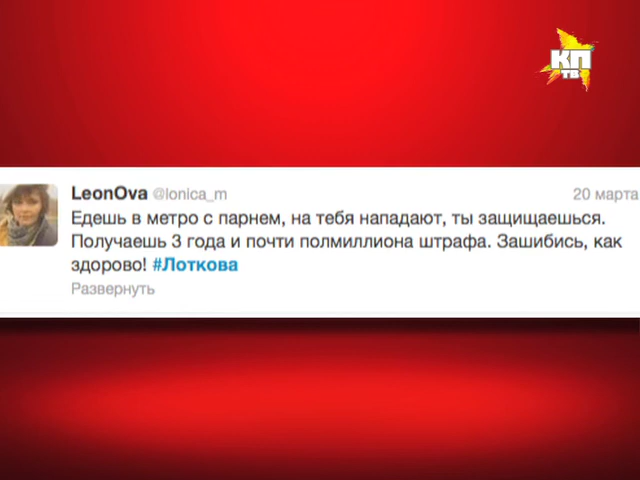 КП
ТВ
LeonOva @lonica_m 20 марта
Едешь в метро с парнем, на тебя нападают, ты защищаешься.
Получаешь 3 года и почти полмиллиона штрафа. Зашибись, как
здорово! #Лоткова
Развернуть